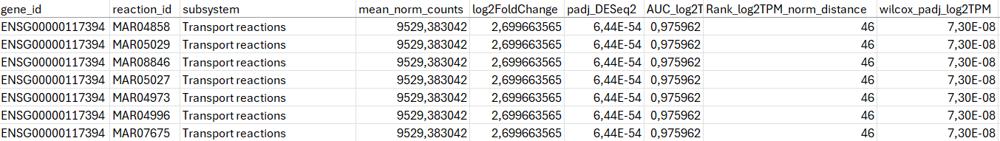 gene_id reaction_id subsystem mean_norm_counts log2FoldChange padj_DESeq2 AUC_log2T Rank_log2TPM_norm_distance wilcox_padj_log2TPM
ENSG00000117394 MAR04858 Transport reactions 9529,383042 2,699663565 6,44E-54 0,975962 46 7,30E-08
ENSG00000117394 MAR05029 Transport reactions 9529,383042 2,699663565 6,44E-54 0,975962 46 7,30E-08
ENSG00000117394 MAR08846 Transport reactions 9529,383042 2,699663565 6,44E-54 0,975962 46 7,30E-08
ENSG00000117394 MAR05027 Transport reactions 9529,383042 2,699663565 6,44E-54 0,975962 46 7,30E-08
ENSG00000117394 MAR04973 Transport reactions 9529,383042 2,699663565 6,44E-54 0,975962 46 7,30E-08
ENSG00000117394 MAR04996 Transport reactions 9529,383042 2,699663565 6,44E-54 0,975962 46 7,30E-08
ENSG00000117394 MAR07675 Transport reactions 9529,383042 2,699663565 6,44E-54 0,975962 46 7,30E-08